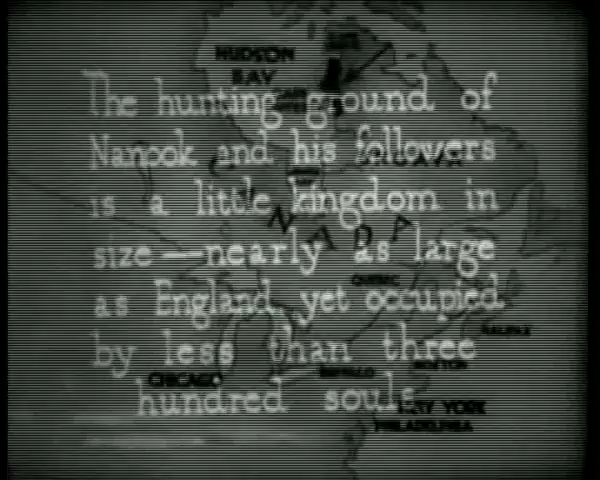 HUDSON
BAY
The hunting ground of
Nanook and his followers
is a little kingdom in
CANADA
size—nearly as large
QUEBEC
as England, yet occupied
HALIFAX
by less than three
BOSTON
CHICAGO
BUFFALO
hundred souls
NEW YORK
PHILADELPHIA